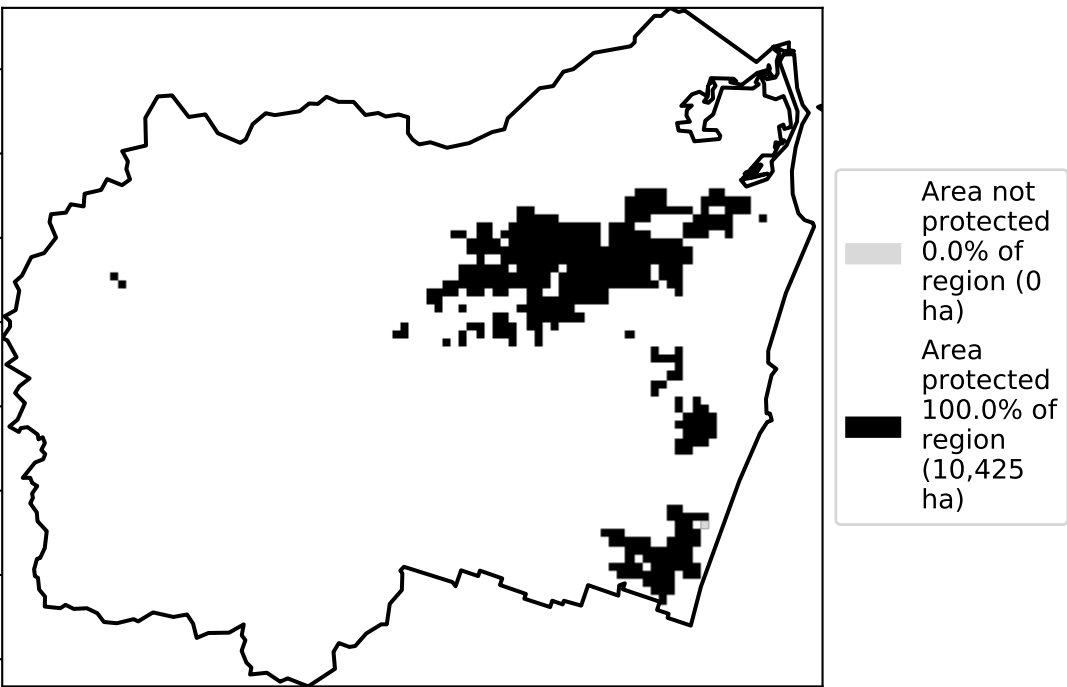 Area not
protected
0.0% of
region (0
ha)
Area
protected
100.0% of
region
(10,425
ha)